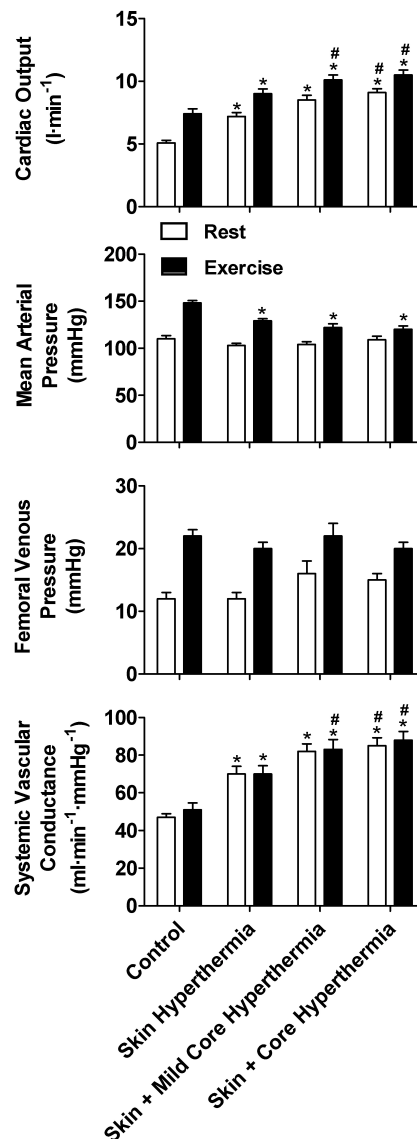 Cardiac Output
(l·min⁻¹)
15
10
5
0
*
*
*
#
*
#
*
#
*
Rest
Exercise
Mean Arterial
Pressure
(mmHg)
200
150
100
50
0
*
*
*
Femoral Venous
Pressure
(mmHg)
30
20
10
0
Systemic Vascular
Conductance
(ml·min⁻¹·mmHg⁻¹)
100
80
60
40
20
0
*
*
*
#
*
#
*
#
*
Control
Skin Hyperthermia
Skin + Mild Core Hyperthermia
Skin + Core Hyperthermia